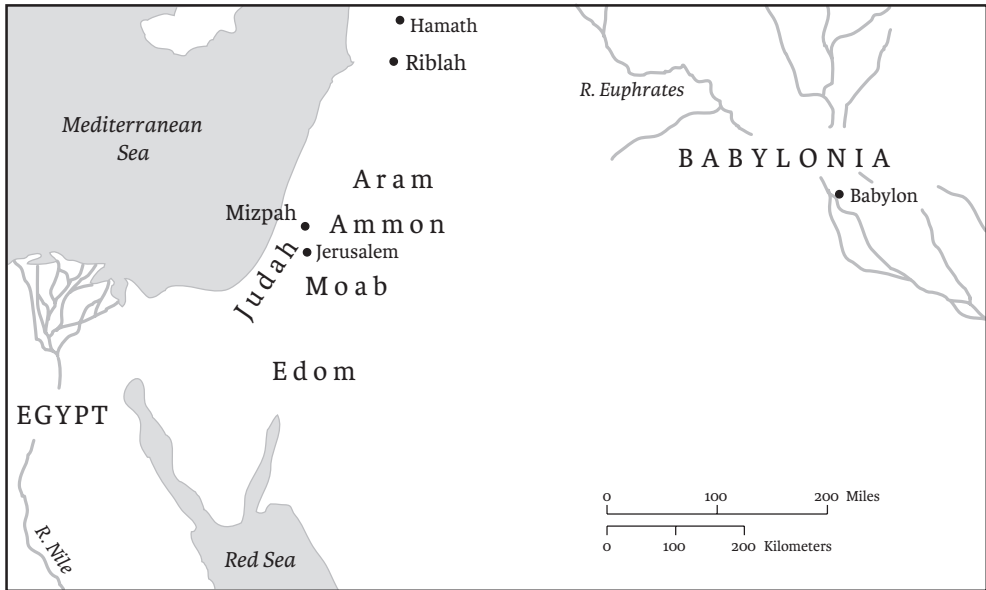 Hamath
Riblah
R. Euphrates
Mediterranean
Sea
BABYLONIA
Aram
Babylon
Mizpah
Ammon
Jerusalem
Judah
Moab
Edom
EGYPT
0 100 200 Miles
0 100 200 Kilometers
R. Nile
Red Sea